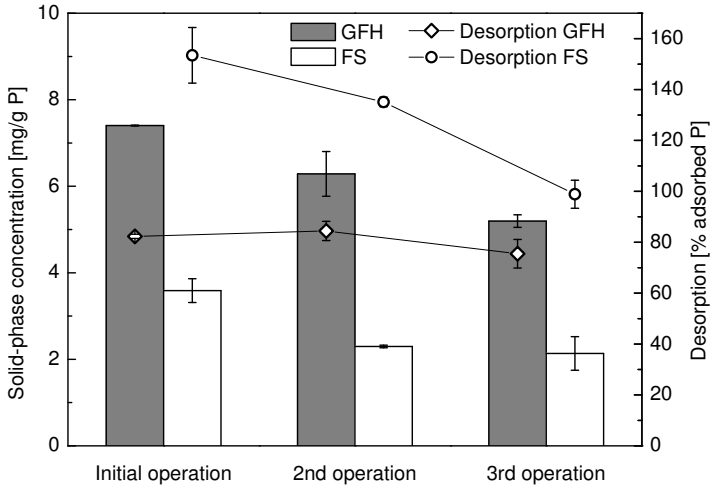 GFH
FS
Desorption GFH
Desorption FS
Solid-phase concentration [mg/g P]
10
8
6
4
2
0
Desorption [% adsorbed P]
160
140
120
100
80
60
40
20
0
Initial operation
2nd operation
3rd operation